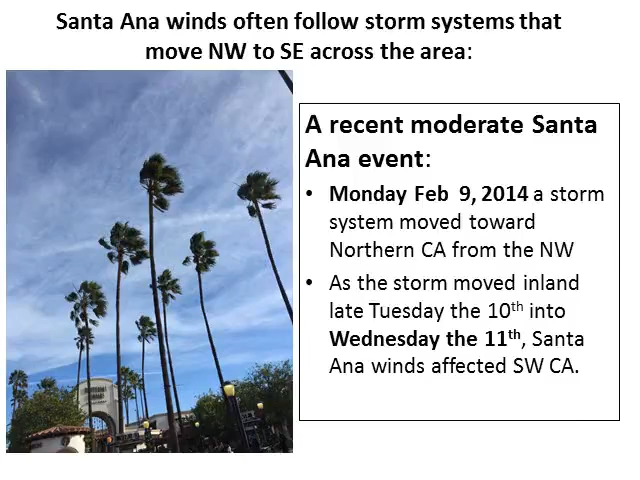 Santa Ana winds often follow storm systems that
move NW to SE across the area:
A recent moderate Santa
Ana event:
• Monday Feb 9, 2014 a storm
system moved toward
Northern CA from the NW
• As the storm moved inland
late Tuesday the 10th into
Wednesday the 11th, Santa
Ana winds affected SW CA.